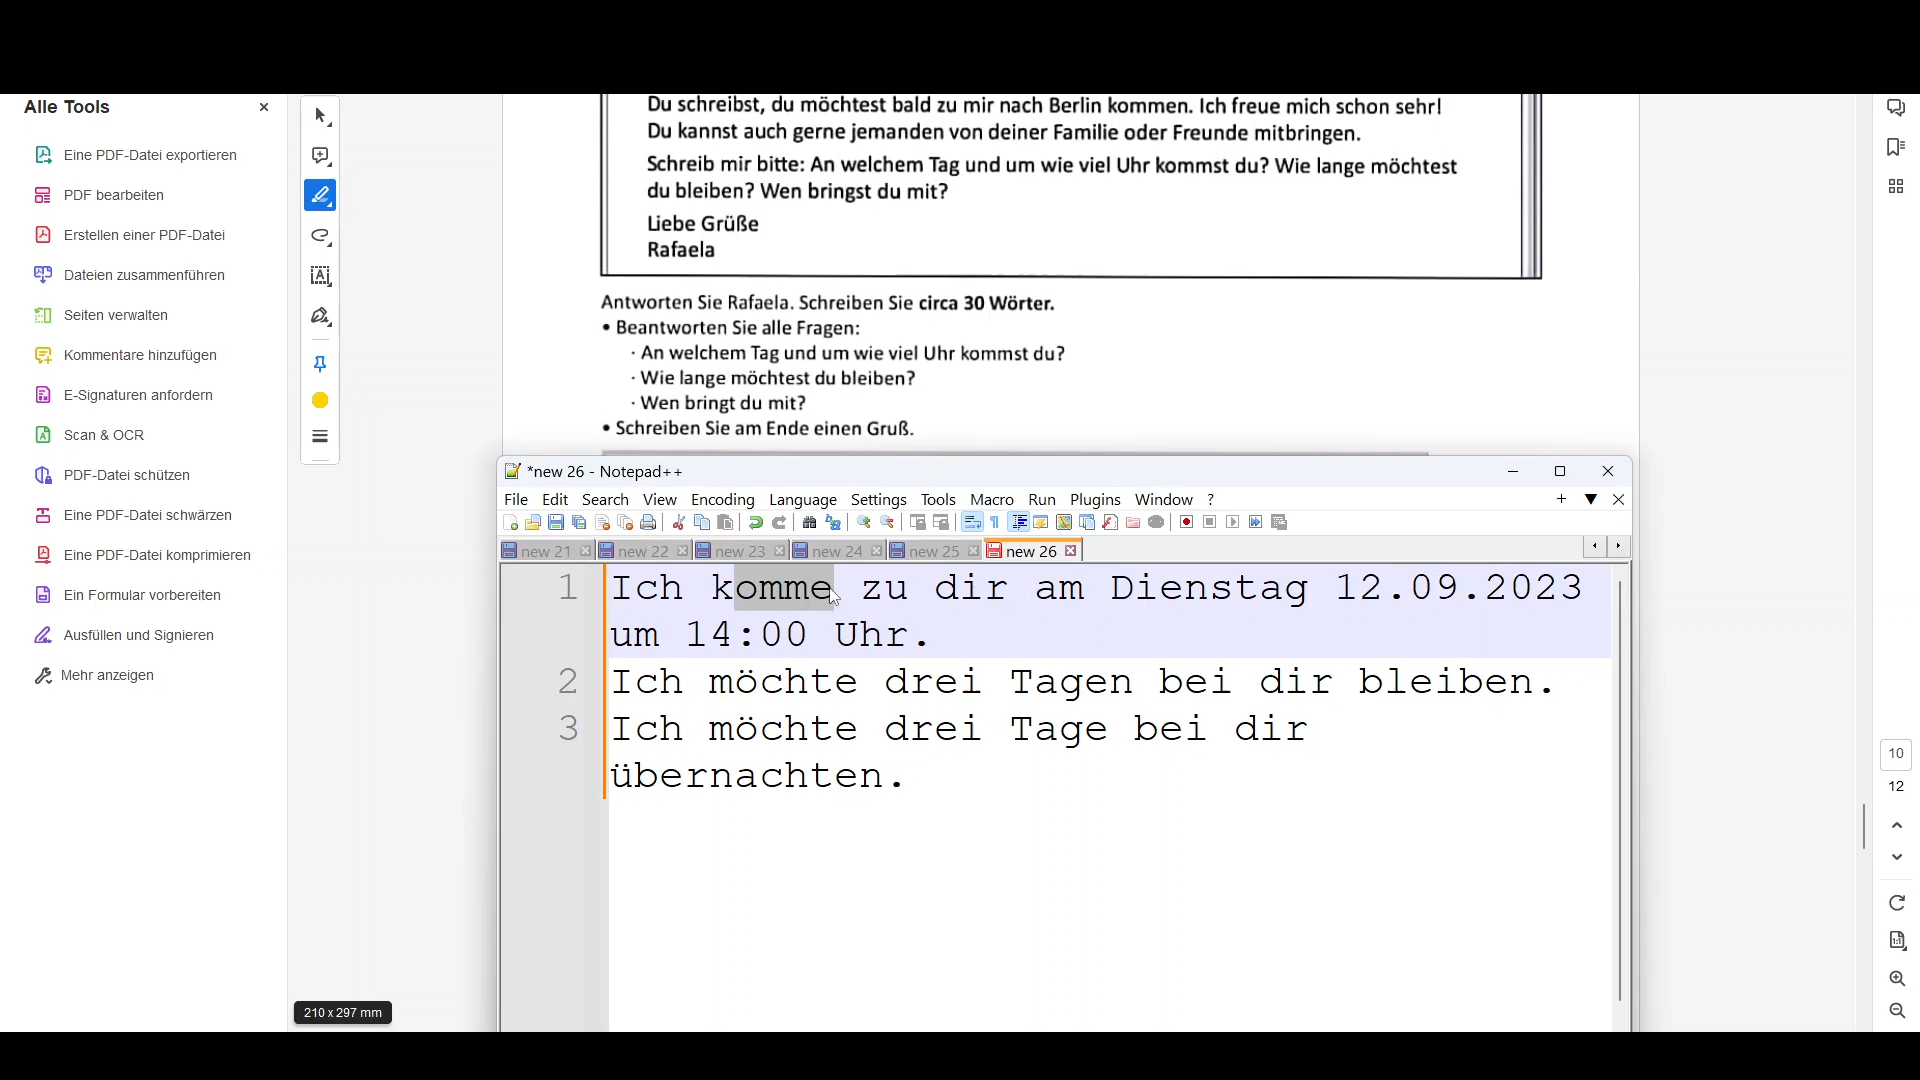 Alle Tools
Eine PDF-Datei exportieren
PDF bearbeiten
Erstellen einer PDF-Datei
Dateien zusammenführen
Seiten verwalten
Kommentare hinzufügen
E-Signaturen anfordern
Scan & OCR
PDF-Datei schützen
Eine PDF-Datei schwärzen
Eine PDF-Datei komprimieren
Ein Formular vorbereiten
Ausfüllen und Signieren
Mehr anzeigen
210 x 297 mm
Du schreibst, du möchtest bald zu mir nach Berlin kommen. Ich freue mich schon sehr!
Du kannst auch gerne jemanden von deiner Familie oder Freunde mitbringen.
Schreib mir bitte: An welchem Tag und um wie viel Uhr kommst du? Wie lange möchtest
du bleiben? Wen bringst du mit?
Liebe Grüße
Rafaela
Antworten Sie Rafaela. Schreiben Sie circa 30 Wörter.
• Beantworten Sie alle Fragen:
· An welchem Tag und um wie viel Uhr kommst du?
· Wie lange möchtest du bleiben?
· Wen bringt du mit?
• Schreiben Sie am Ende einen Gruß.
*new 26 - Notepad++
File Edit Search View Encoding Language Settings Tools Macro Run Plugins Window ?
new 21 new 22 new 23 new 24 new 25 new 26
1 Ich komme zu dir am Dienstag 12.09.2023
um 14:00 Uhr.
2 Ich möchte drei Tagen bei dir bleiben.
3 Ich möchte drei Tage bei dir
übernachten.
10
12